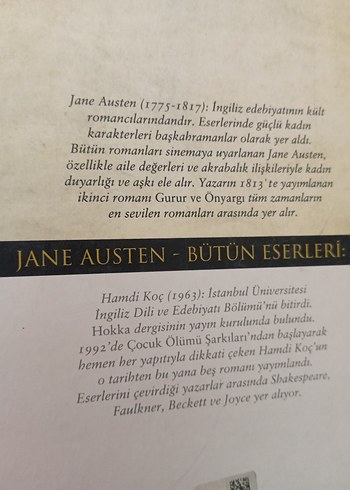 Jane Austen (1775-1817): İngiliz edebiyatının kült
romancılarındandır. Eserlerinde güçlü kadın
karakterleri başkahramanlar olarak yer aldı.
Bütün romanları sinemaya uyarlanan Jane Austen,
özellikle aile değerleri ve akrabalık ilişkileriyle kadın
duyarlığı ve aşkı ele alır. Yazarın 1813'te yayımlanan
ikinci romanı Gurur ve Önyargı tüm zamanların
en sevilen romanları arasında yer alır.
JANE AUSTEN - BÜTÜN ESERLERİ:
Hamdi Koç (1963): İstanbul Üniversitesi
İngiliz Dili ve Edebiyatı Bölümü'nü bitirdi.
Hokka dergisinin yayın kurulunda bulundu.
1992'de Çocuk Ölümü Şarkıları'ndan başlayarak
hemen her yapıtıyla dikkati çeken Hamdi Koç'un
o tarihten bu yana beş romanı yayımlandı.
Eserlerini çevirdiği yazarlar arasında Shakespeare,
Faulkner, Beckett ve Joyce yer alıyor.